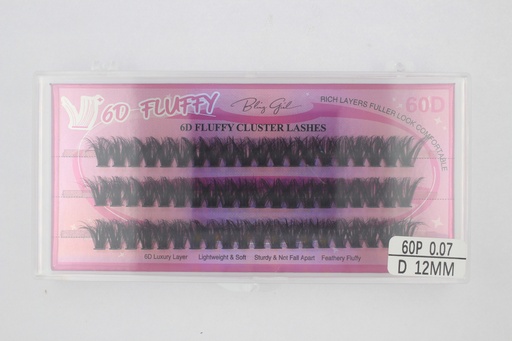 6D-FLUFFY
Bling Girl
60D
RICH LAYERS FULLER LOOK COMFORTABLE
6D FLUFFY CLUSTER LASHES
6D Luxury Layer Lightweight & Soft Sturdy & Not Fall Apart Feathery Fluffy
60P 0.07
D 12MM